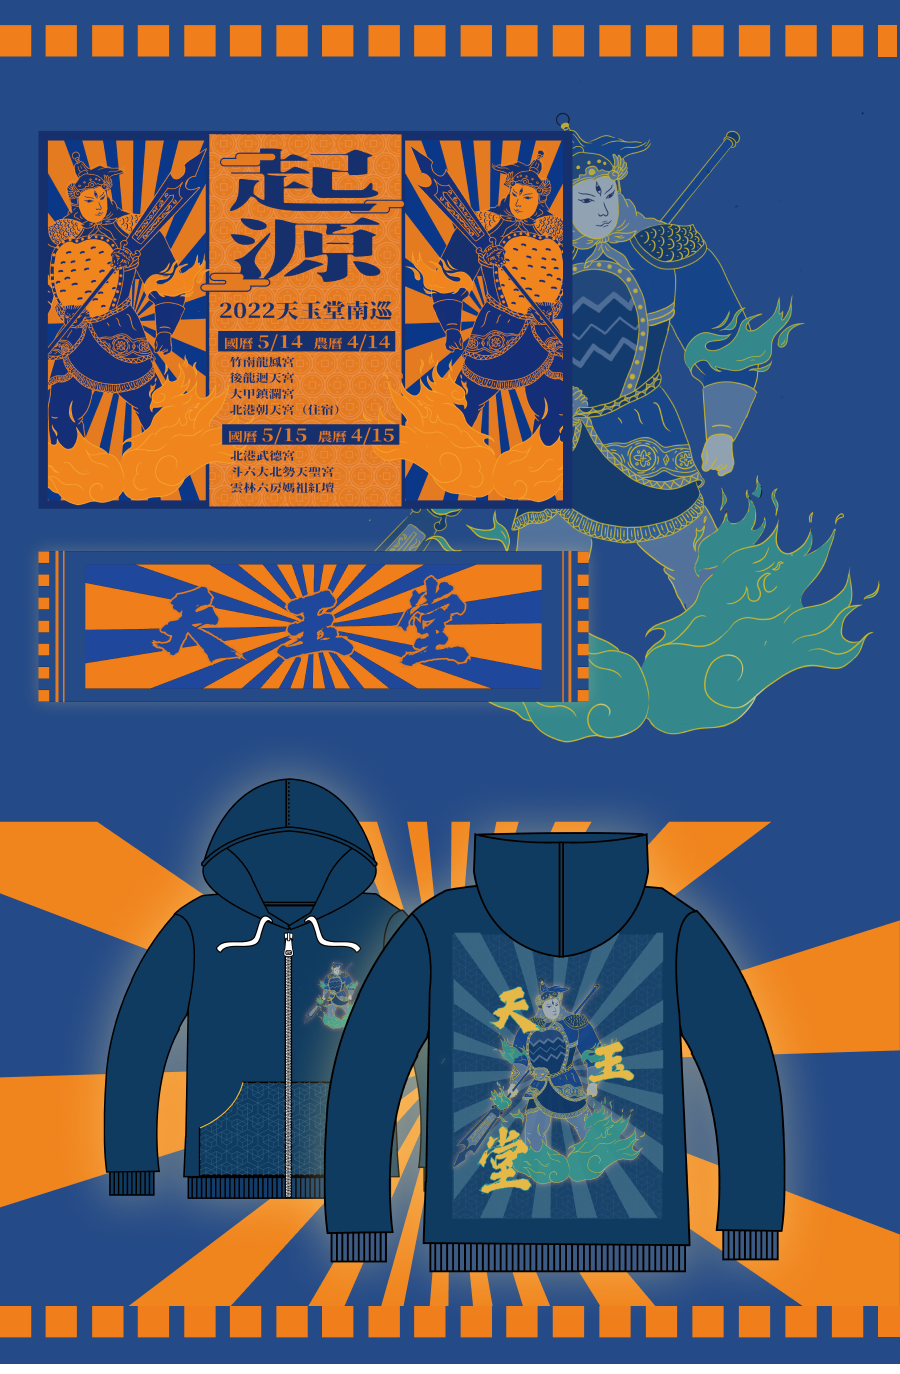 起
源
2022天玉堂南巡
國曆 5/14 農曆 4/14
竹南龍鳳宮
後龍迴天宮
大甲鎮瀾宮
北港朝天宮（住宿）
國曆 5/15 農曆 4/15
北港武德宮
斗六大北勢天聖宮
雲林六房媽祖紅壇
天玉堂
天
玉
堂